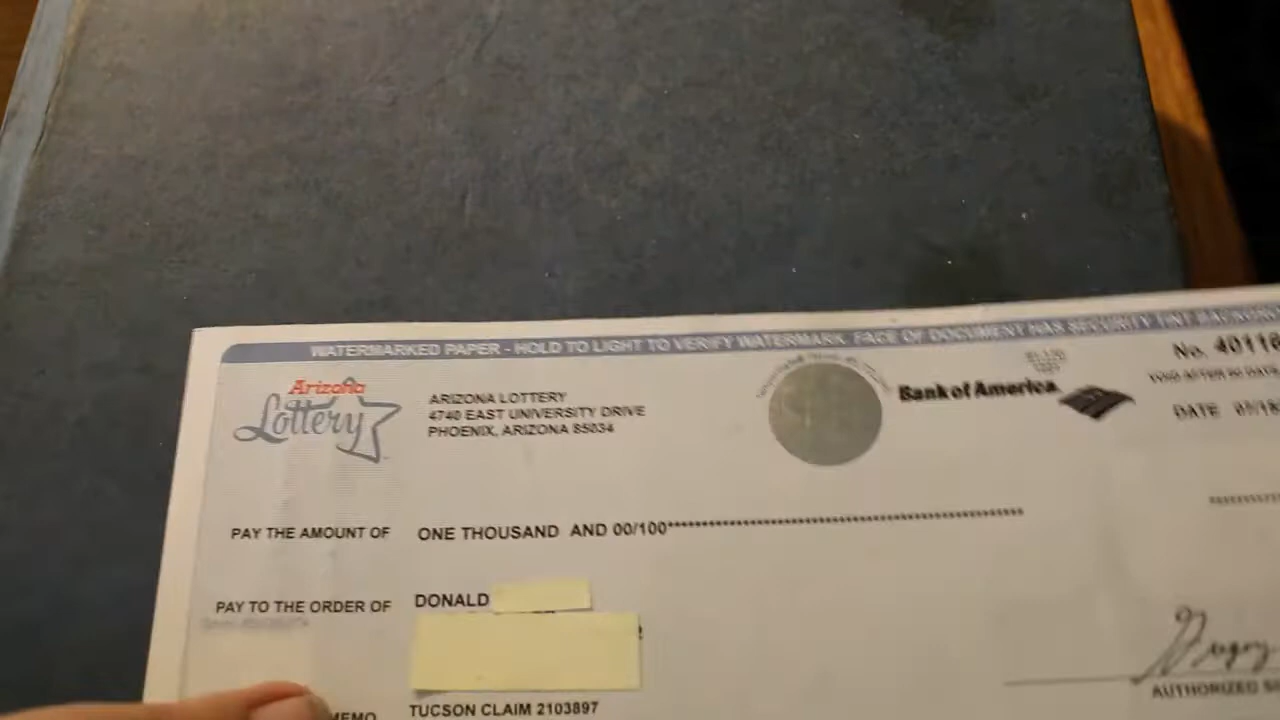 WATERMARKED PAPER - HOLD TO LIGHT TO VERIFY WATERMARK FACE OF DOCUMENT HAS SECURITY TINT
Arizona
Lottery
ARIZONA LOTTERY
4740 EAST UNIVERSITY DRIVE
PHOENIX, ARIZONA 85034
Bank of America
No. 40116
DATE
PAY THE AMOUNT OF ONE THOUSAND AND 00/100************************************************
PAY TO THE ORDER OF DONALD
MEMO TUCSON CLAIM 2103897
AUTHORIZED